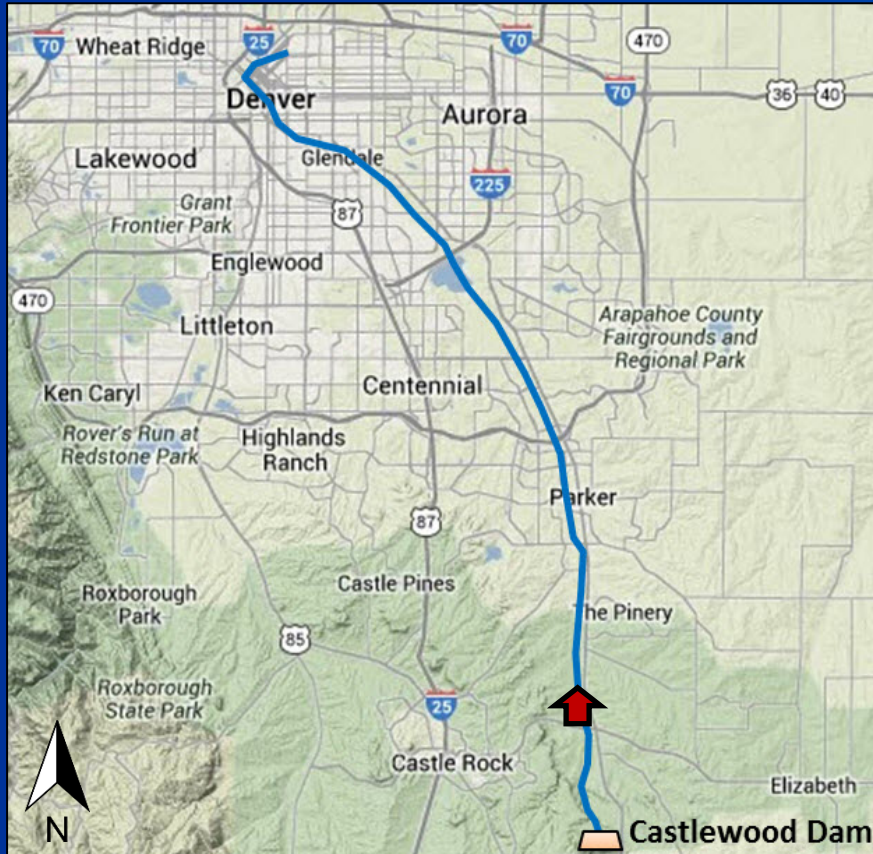 70
Wheat Ridge
25
70
470
Denver
Aurora
70
36
40
Lakewood
Glendale
225
Grant
Frontier Park
87
Englewood
470
Littleton
Arapahoe County
Fairgrounds and
Regional Park
Centennial
Ken Caryl
Rover's Run at
Redstone Park
Highlands
Ranch
Parker
87
Castle Pines
Roxborough
Park
The Pinery
85
Roxborough
State Park
25
Castle Rock
Elizabeth
N
Castlewood Dam